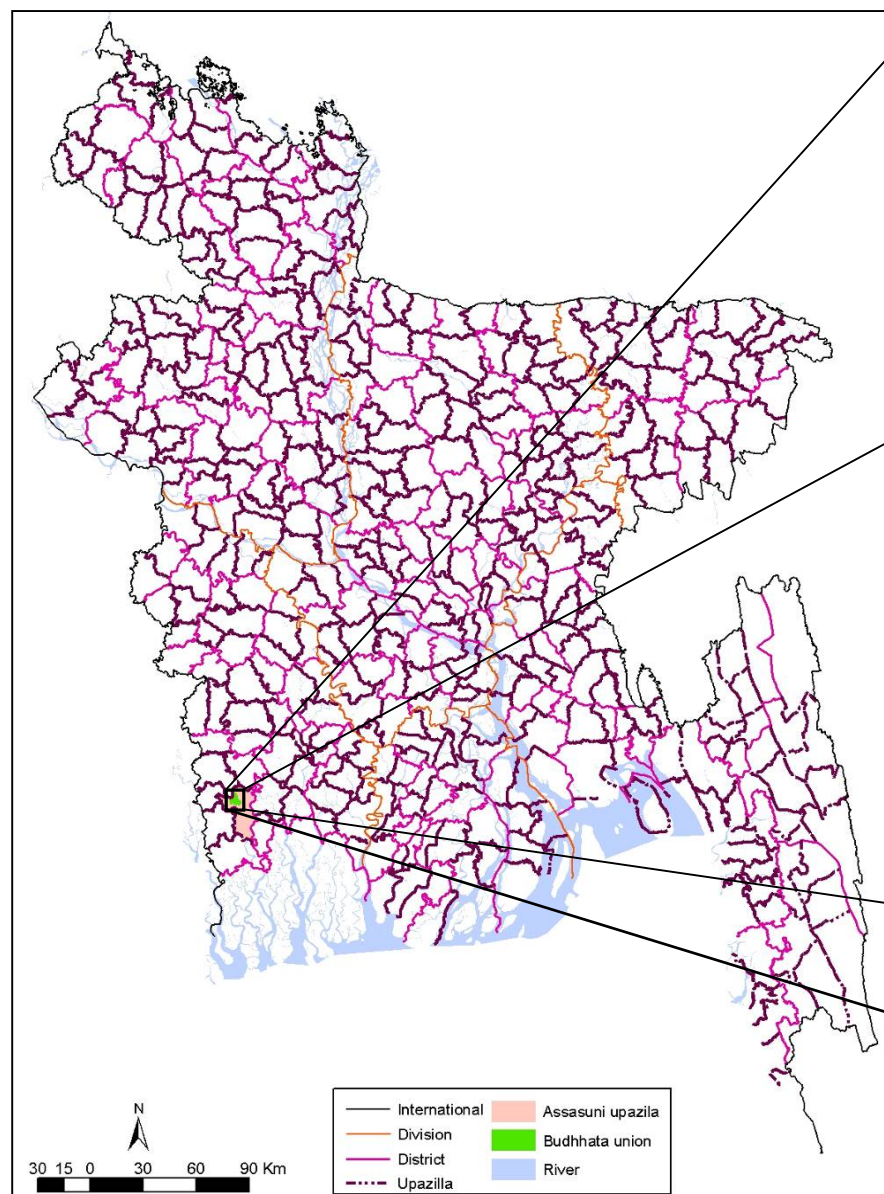 N
30 15 0 30 60 90 Km
International
Division
District
Upazilla
Assasuni upazila
Budhhata union
River